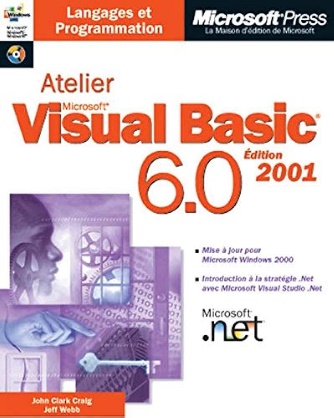 Langages et
Programmation
Microsoft Press
La Maison d'édition de Microsoft
Atelier
Microsoft®
Visual Basic®
6.0
Édition
2001
Mise à jour pour
Microsoft Windows 2000
Introduction à la stratégie .Net
avec Microsoft Visual Studio .Net
Microsoft
.net
John Clark Craig
Jeff Webb